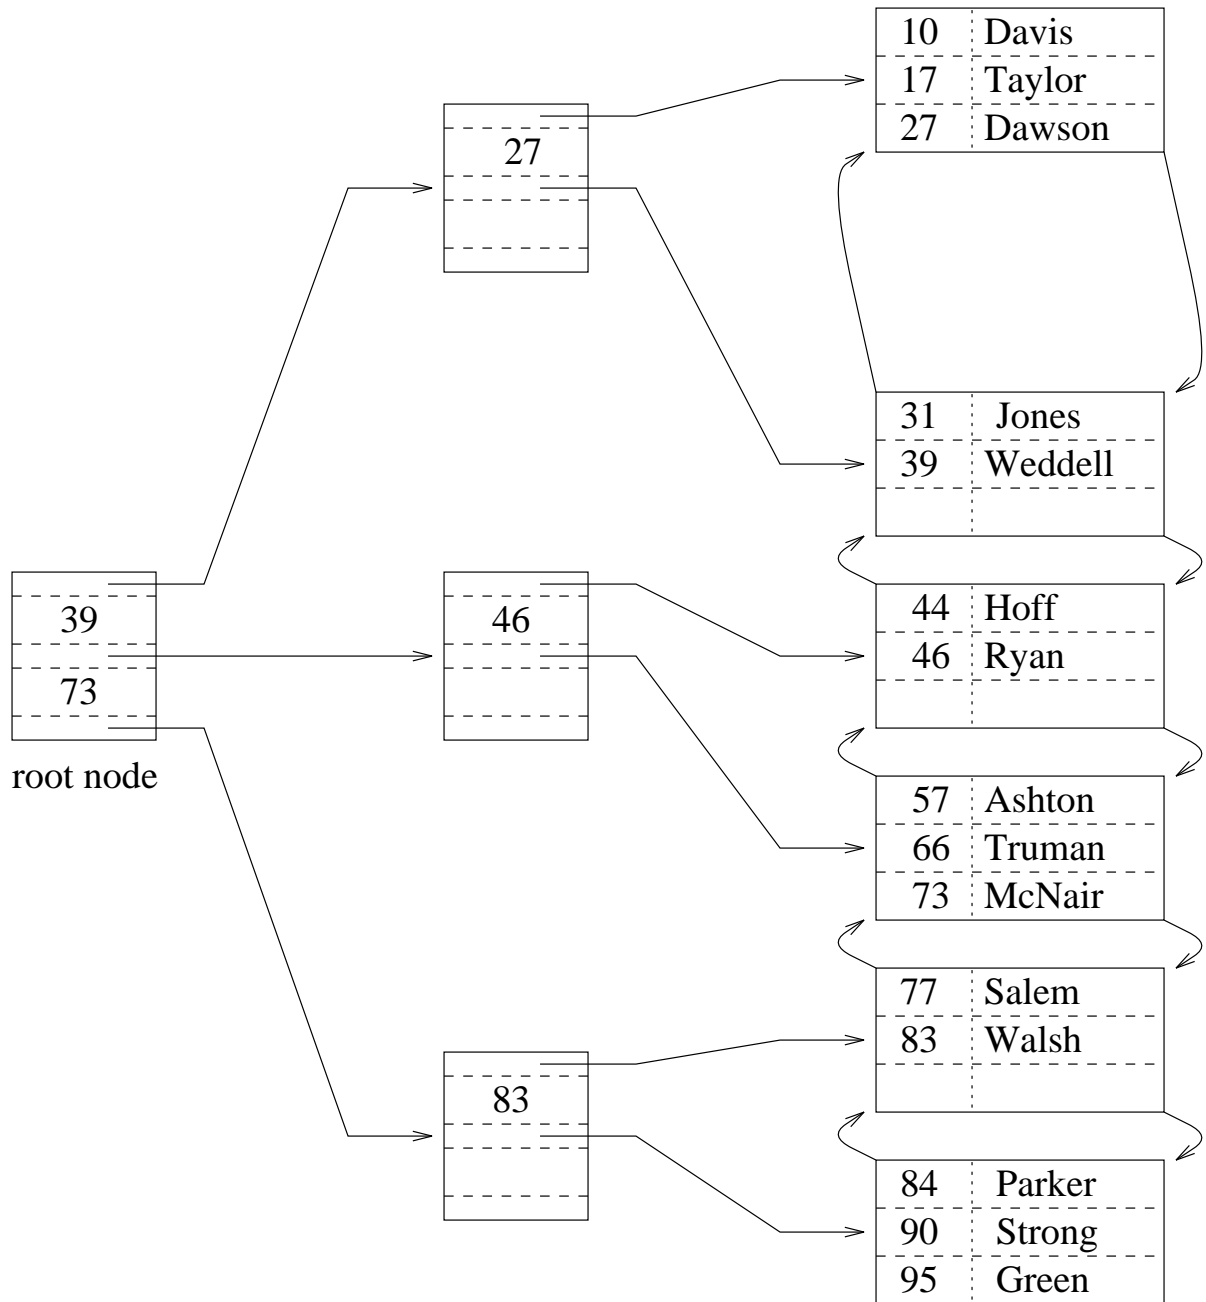 39
73
root node
27
46
83
10 Davis
17 Taylor
27 Dawson
31 Jones
39 Weddell
44 Hoff
46 Ryan
57 Ashton
66 Truman
73 McNair
77 Salem
83 Walsh
84 Parker
90 Strong
95 Green